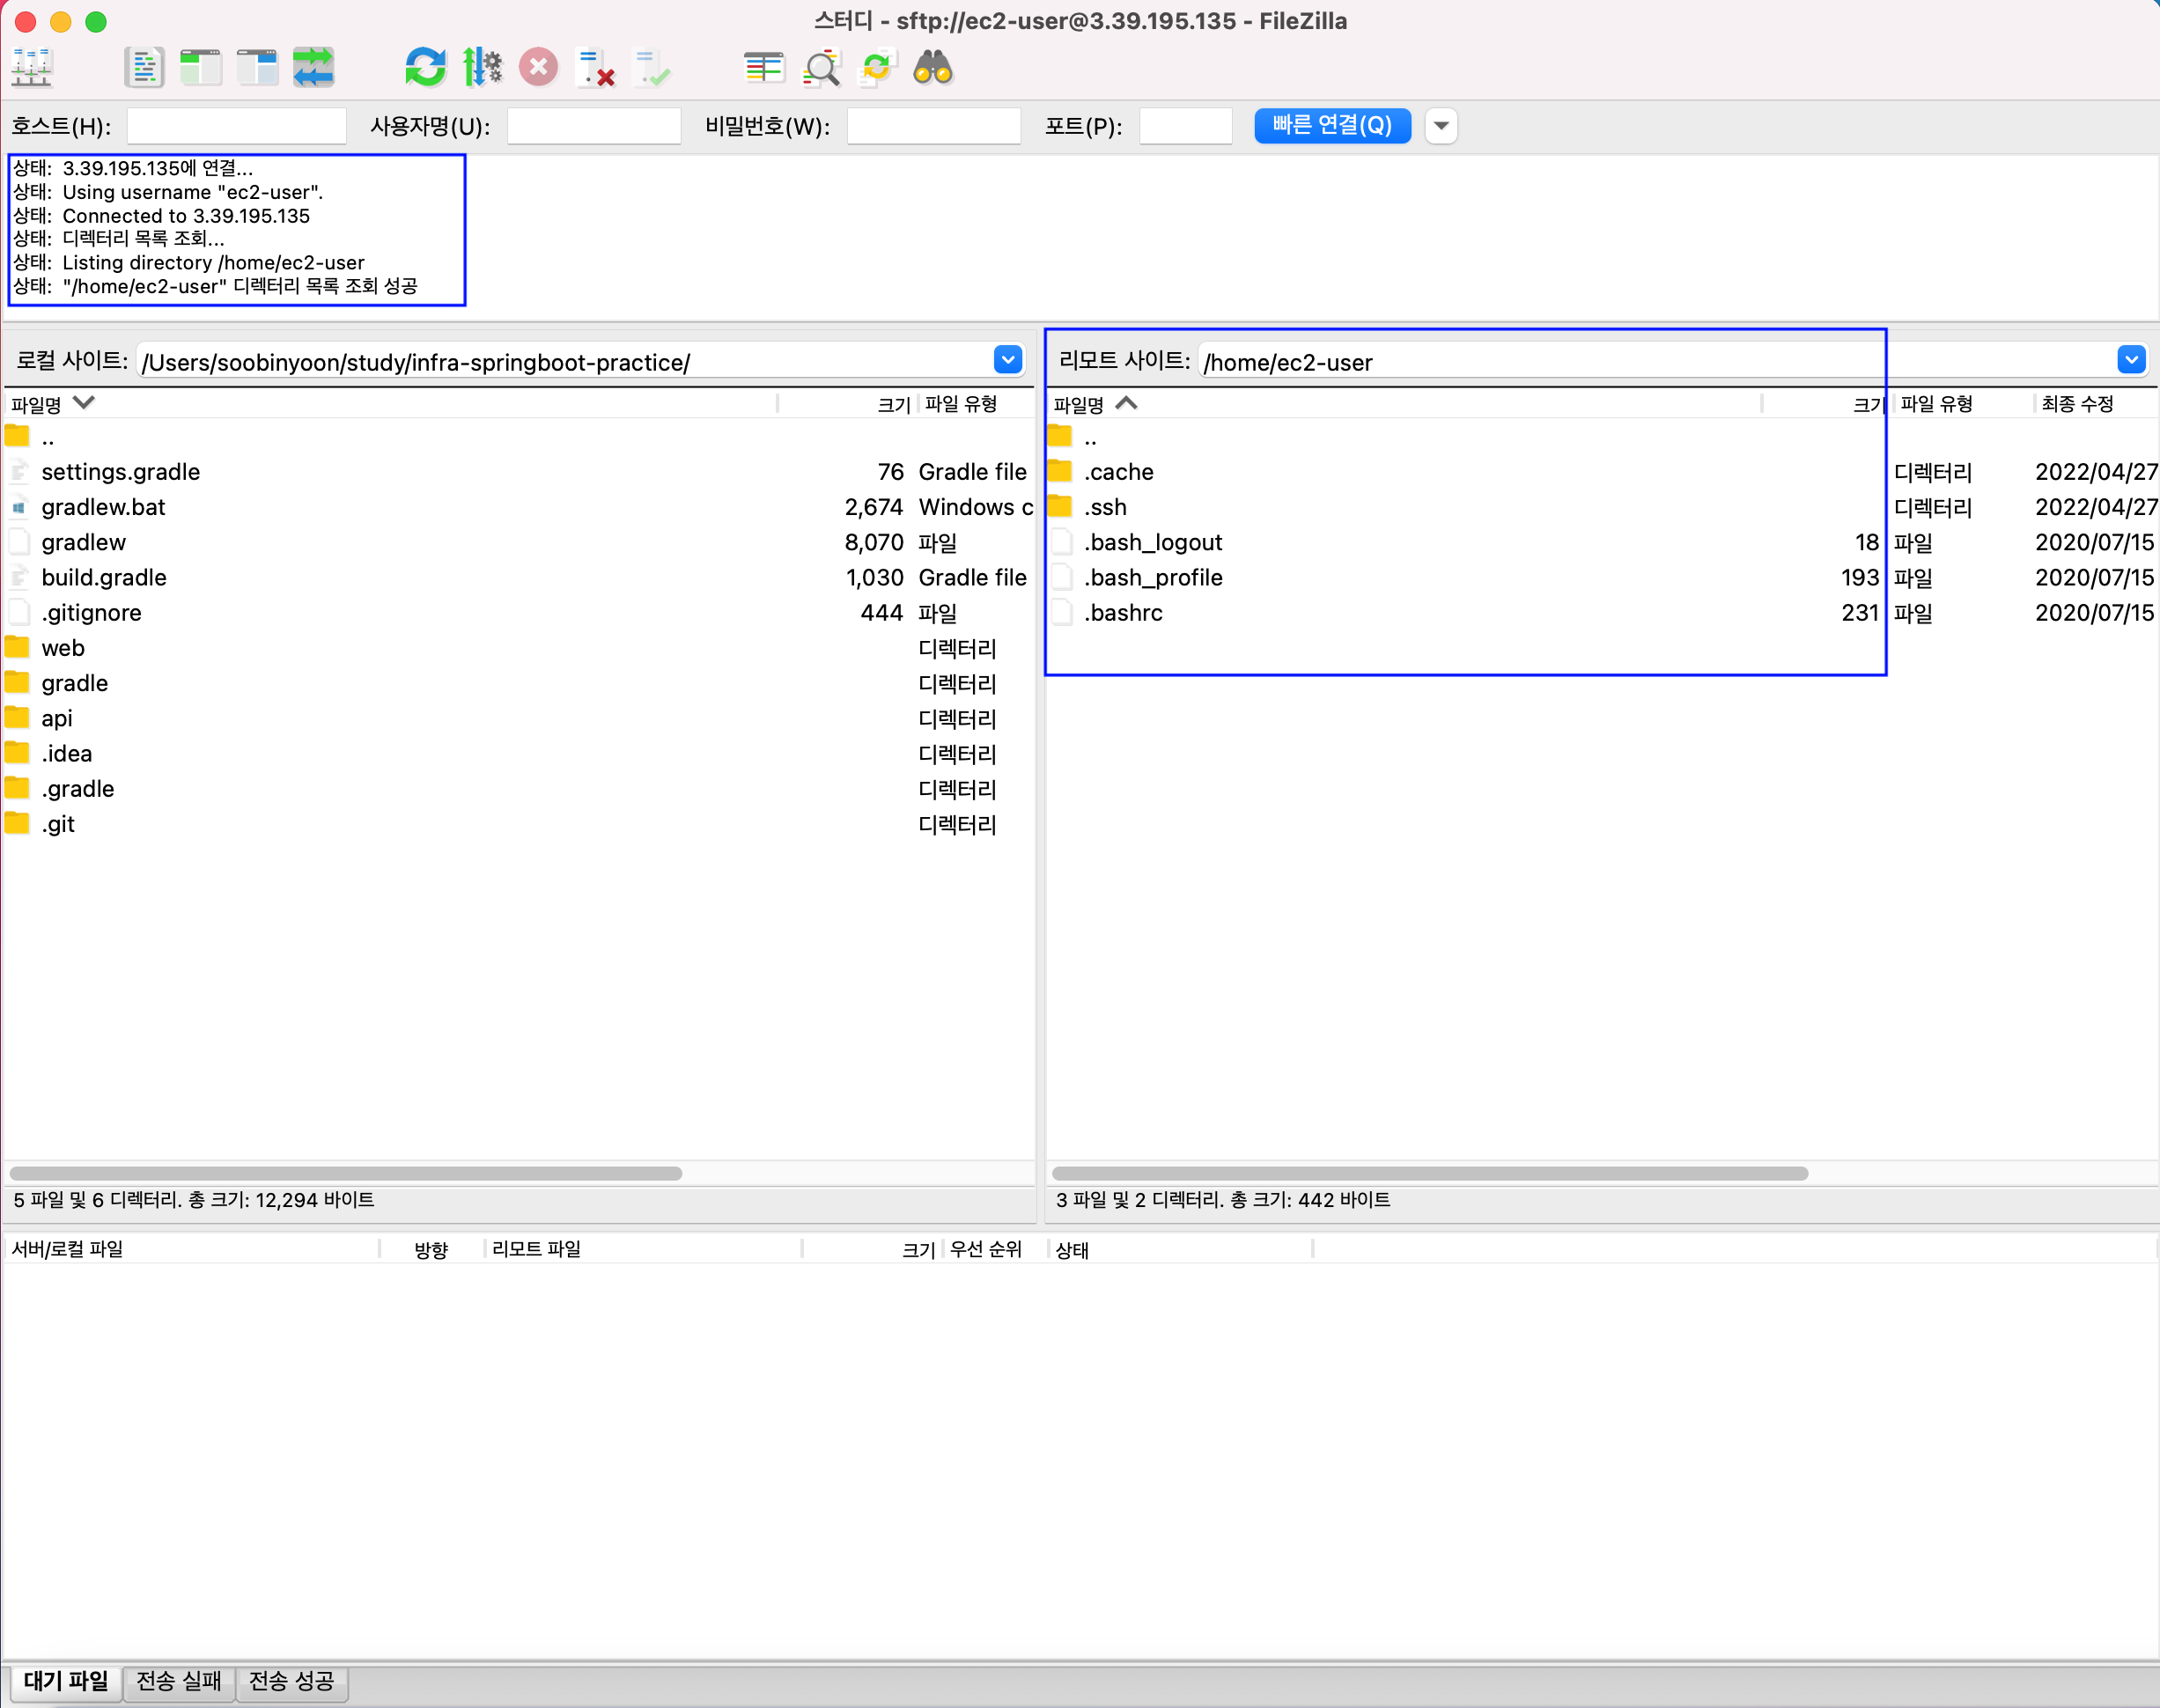 스터디 - sftp://ec2-user@3.39.195.135 - FileZilla
호스트(H): 사용자명(U): 비밀번호(W): 포트(P): 빠른 연결(Q)
상태: 3.39.195.135에 연결...
상태: Using username "ec2-user".
상태: Connected to 3.39.195.135
상태: 디렉터리 목록 조회...
상태: Listing directory /home/ec2-user
상태: "/home/ec2-user" 디렉터리 목록 조회 성공
로컬 사이트: /Users/soobinyoon/study/infra-springboot-practice/
파일명 크기 파일 유형
..
settings.gradle 76 Gradle file
gradlew.bat 2,674 Windows c
gradlew 8,070 파일
build.gradle 1,030 Gradle file
.gitignore 444 파일
web 디렉터리
gradle 디렉터리
api 디렉터리
.idea 디렉터리
.gradle 디렉터리
.git 디렉터리
5 파일 및 6 디렉터리. 총 크기: 12,294 바이트
리모트 사이트: /home/ec2-user
파일명 크기 파일 유형 최종 수정
..
.cache 디렉터리 2022/04/27
.ssh 디렉터리 2022/04/27
.bash_logout 18 파일 2020/07/15
.bash_profile 193 파일 2020/07/15
.bashrc 231 파일 2020/07/15
3 파일 및 2 디렉터리. 총 크기: 442 바이트
서버/로컬 파일 방향 리모트 파일 크기 우선 순위 상태
대기 파일 전송 실패 전송 성공